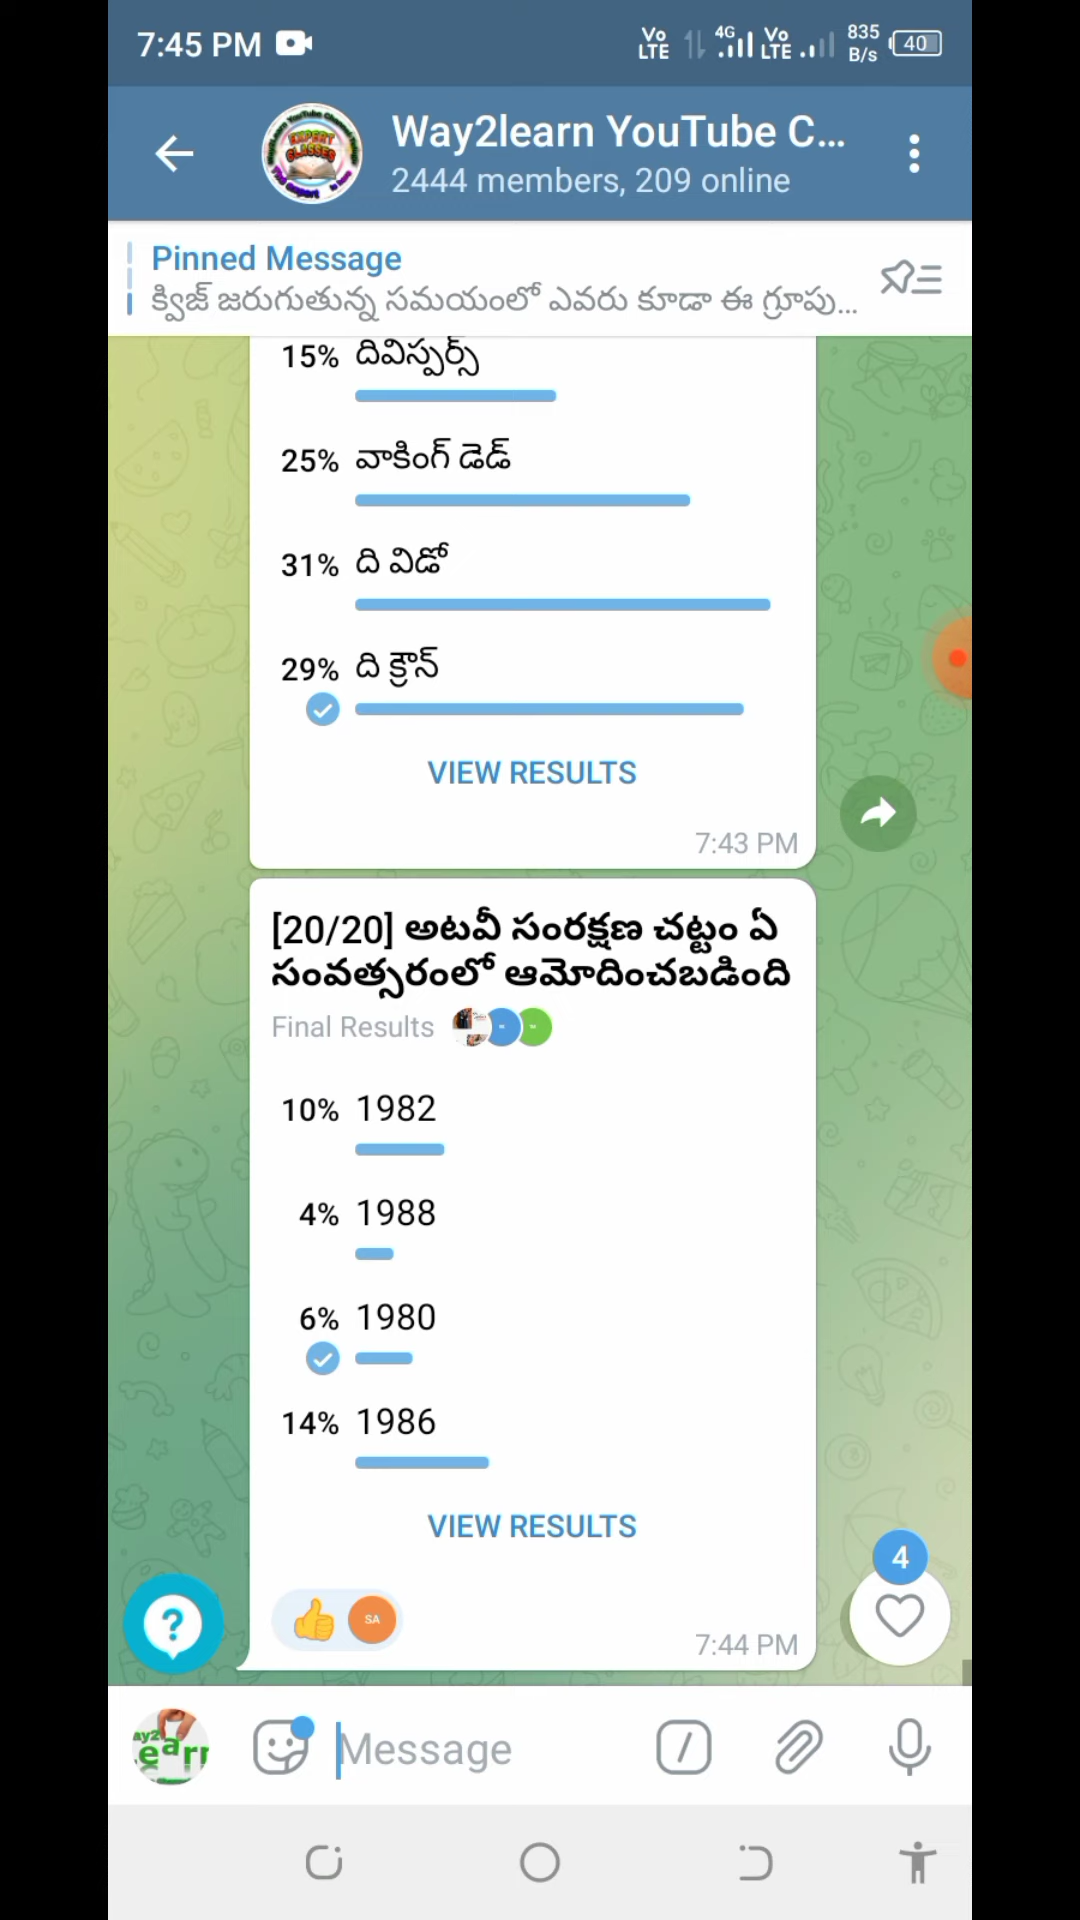 7:45 PM
Vo LTE 4G Vo LTE 835 B/s 40
EXPERT CLASSES
Way2learn YouTube C...
2444 members, 209 online
Pinned Message
క్విజ్ జరుగుతున్న సమయంలో ఎవరు కూడా ఈ గ్రూపు...
15% దివిస్పర్స్
25% వాకింగ్ డెడ్
31% ది విడో
29% ది క్రౌన్
VIEW RESULTS
7:43 PM
[20/20] అటవీ సంరక్షణ చట్టం ఏ
సంవత్సరంలో ఆమోదించబడింది
Final Results
10% 1982
4% 1988
6% 1980
14% 1986
VIEW RESULTS
4
?
SA
7:44 PM
Message